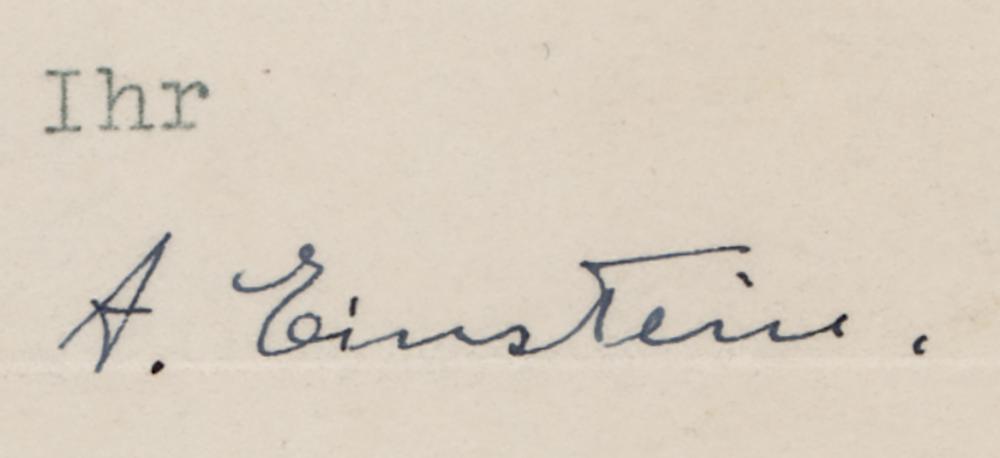 Ihr
A. Einstein.